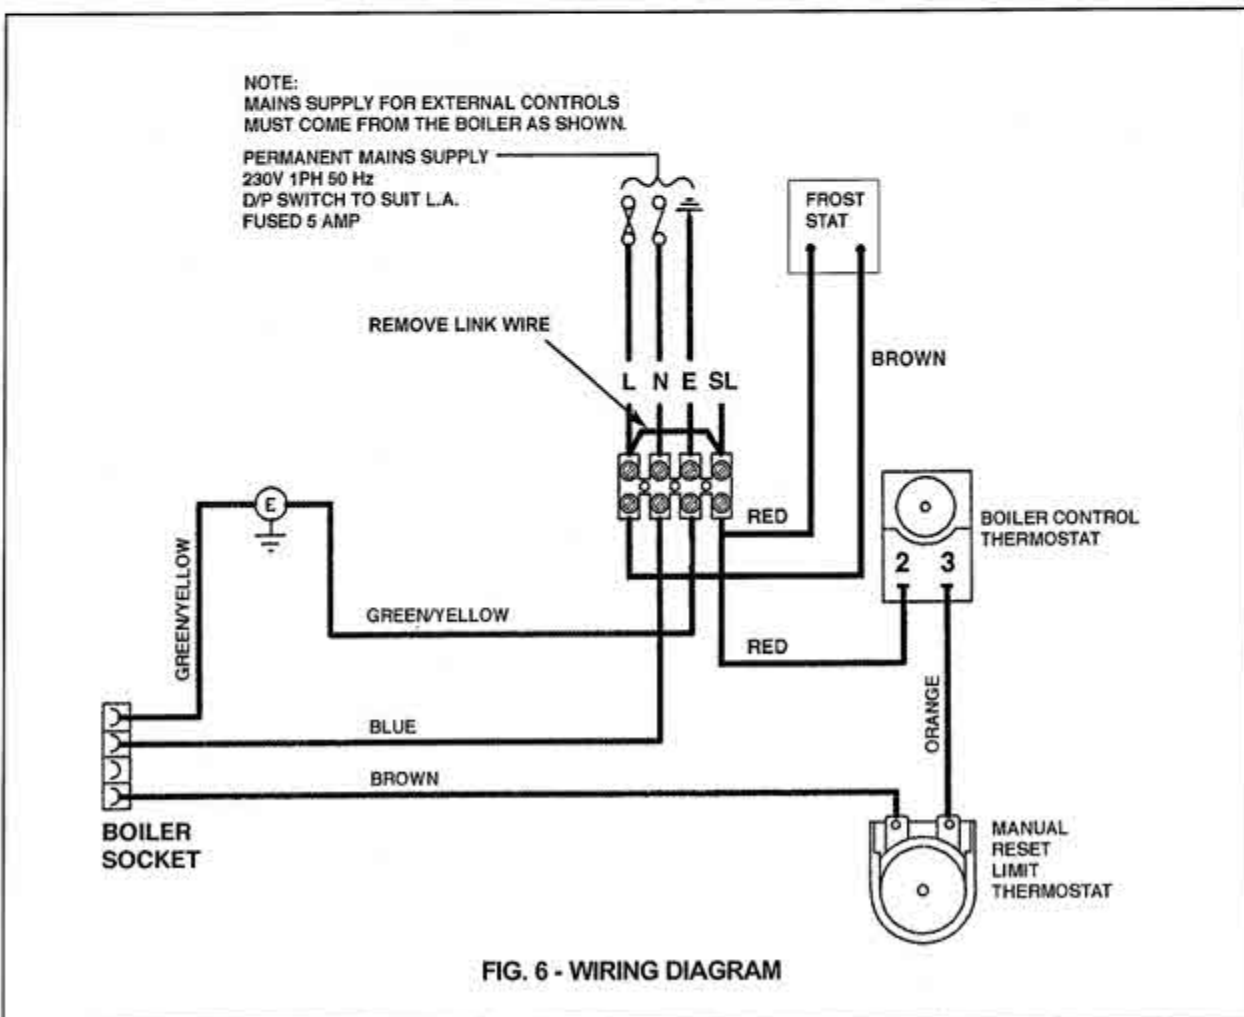 NOTE:
MAINS SUPPLY FOR EXTERNAL CONTROLS
MUST COME FROM THE BOILER AS SHOWN.
PERMANENT MAINS SUPPLY
230V 1PH 50 Hz
D/P SWITCH TO SUIT L.A.
FUSED 5 AMP
FROST
STAT
REMOVE LINK WIRE
BROWN
L N E SL
RED
E
BOILER CONTROL
THERMOSTAT
2 3
GREEN/YELLOW
GREEN/YELLOW
RED
ORANGE
BLUE
BROWN
BOILER
SOCKET
MANUAL
RESET
LIMIT
THERMOSTAT
FIG. 6 - WIRING DIAGRAM